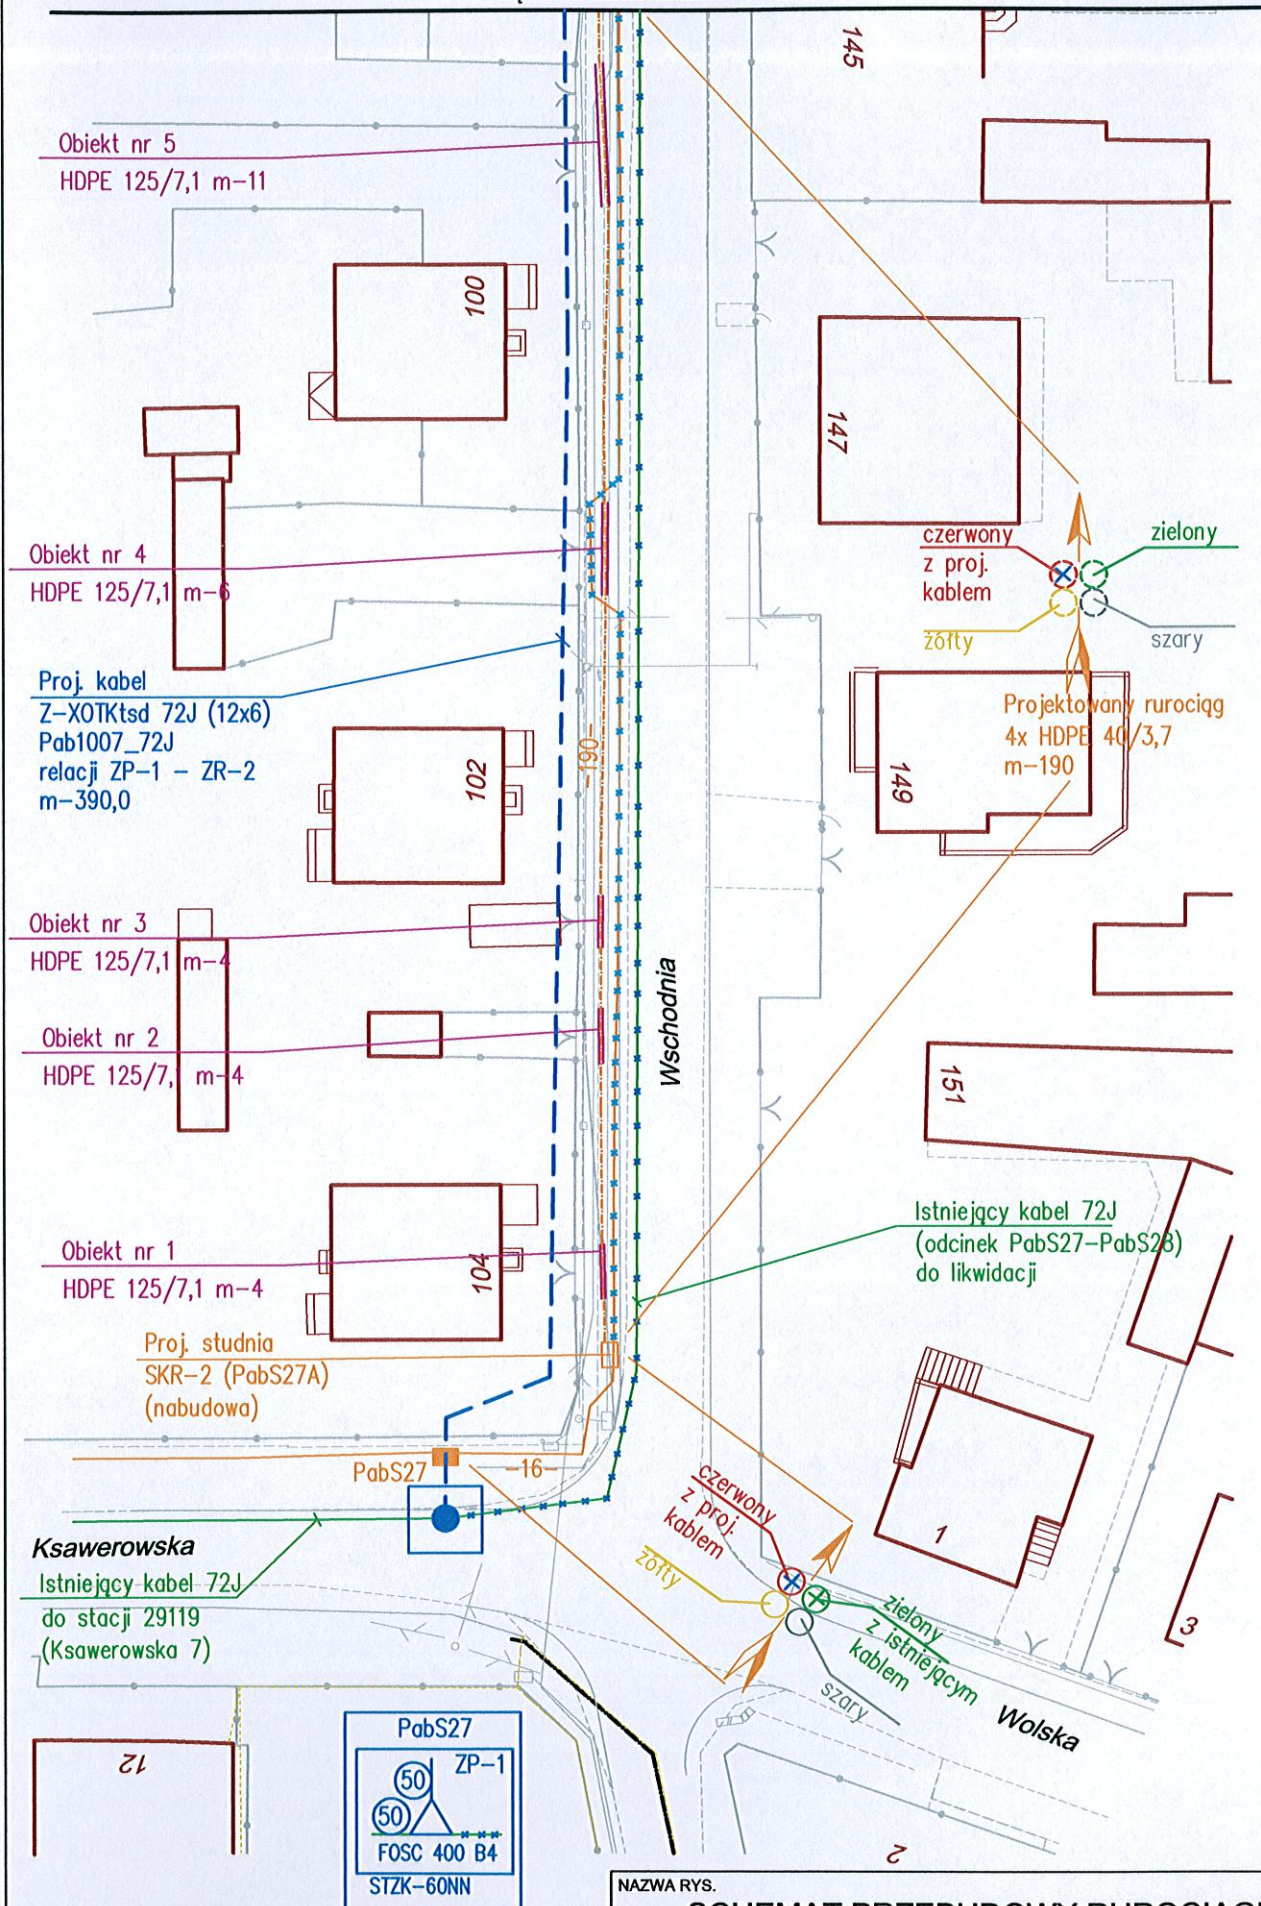 145
Obiekt nr 5
HDPE 125/7,1 m-11
100
147
czerwony
z proj.
kablem
zielony
żółty
szary
Obiekt nr 4
HDPE 125/7,1 m-6
Proj. kabel
Z-XOTKtsd 72J (12x6)
Pab1007_72J
relacji ZP-1 - ZR-2
m-390,0
-190-
102
Projektowany rurociąg
4x HDPE 40/3,7
m-190
149
Obiekt nr 3
HDPE 125/7,1 m-4
Wschodnia
Obiekt nr 2
HDPE 125/7, m-4
151
Istniejący kabel 72J
(odcinek PabS27-PabS28)
do likwidacji
Obiekt nr 1
HDPE 125/7,1 m-4
104
Proj. studnia
SKR-2 (PabS27A)
(nabudowa)
PabS27
-16-
czerwony
z proj.
kablem
żółty
1
Ksawerowska
Istniejący kabel 72J
do stacji 29119
(Ksawerowska 7)
zielony
z istniejącym
kablem
szary
3
Wolska
12
PabS27
ZP-1
50
50
FOSC 400 B4
STZK-60NN
2
NAZWA RYS.